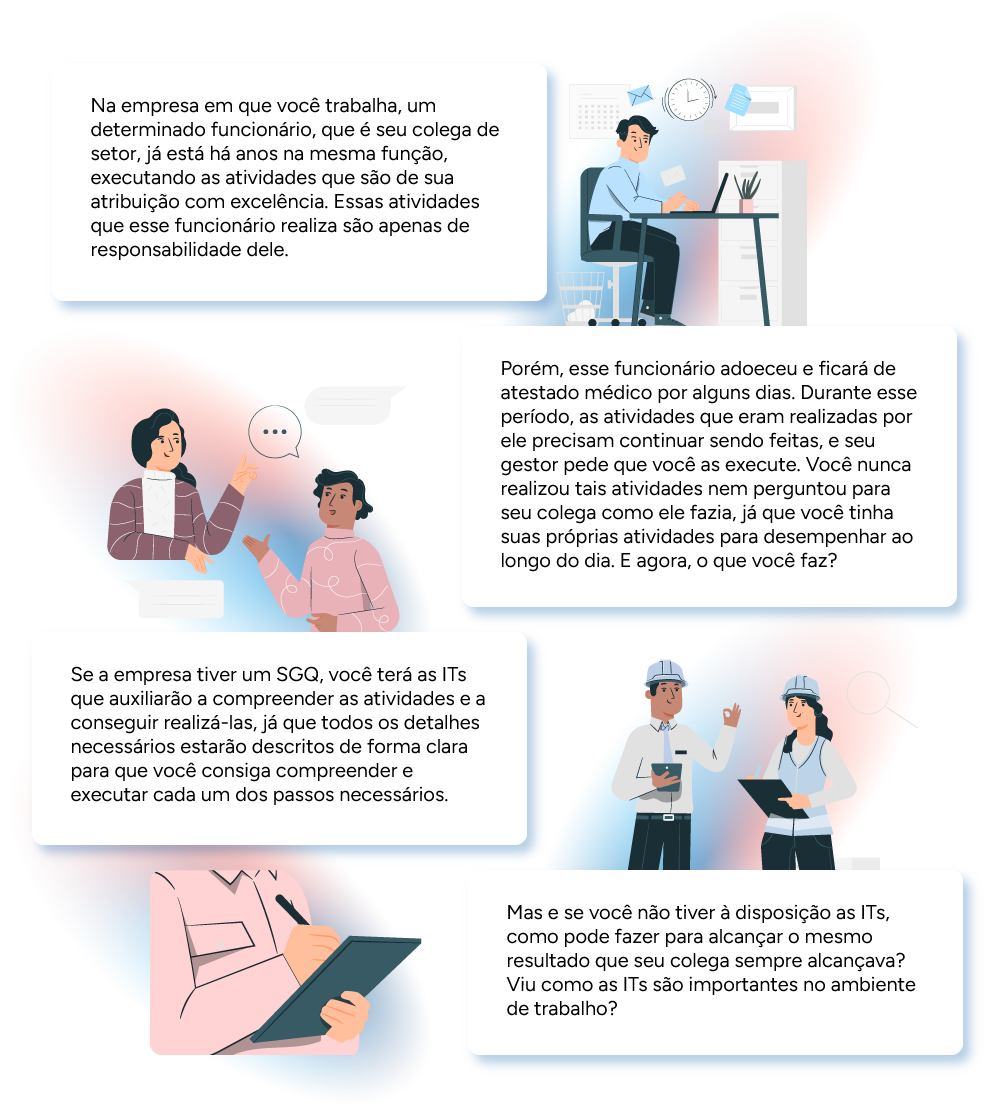 Na empresa em que você trabalha, um
determinado funcionário, que é seu colega de
setor, já está há anos na mesma função,
executando as atividades que são de sua
atribuição com excelência. Essas atividades
que esse funcionário realiza são apenas de
responsabilidade dele.
Porém, esse funcionário adoeceu e ficará de
atestado médico por alguns dias. Durante esse
período, as atividades que eram realizadas por
ele precisam continuar sendo feitas, e seu
gestor pede que você as execute. Você nunca
realizou tais atividades nem perguntou para
seu colega como ele fazia, já que você tinha
suas próprias atividades para desempenhar ao
longo do dia. E agora, o que você faz?
Se a empresa tiver um SGQ, você terá as ITs
que auxiliarão a compreender as atividades e a
conseguir realizá-las, já que todos os detalhes
necessários estarão descritos de forma clara
para que você consiga compreender e
executar cada um dos passos necessários.
Mas e se você não tiver à disposição as ITs,
como pode fazer para alcançar o mesmo
resultado que seu colega sempre alcançava?
Viu como as ITs são importantes no ambiente
de trabalho?